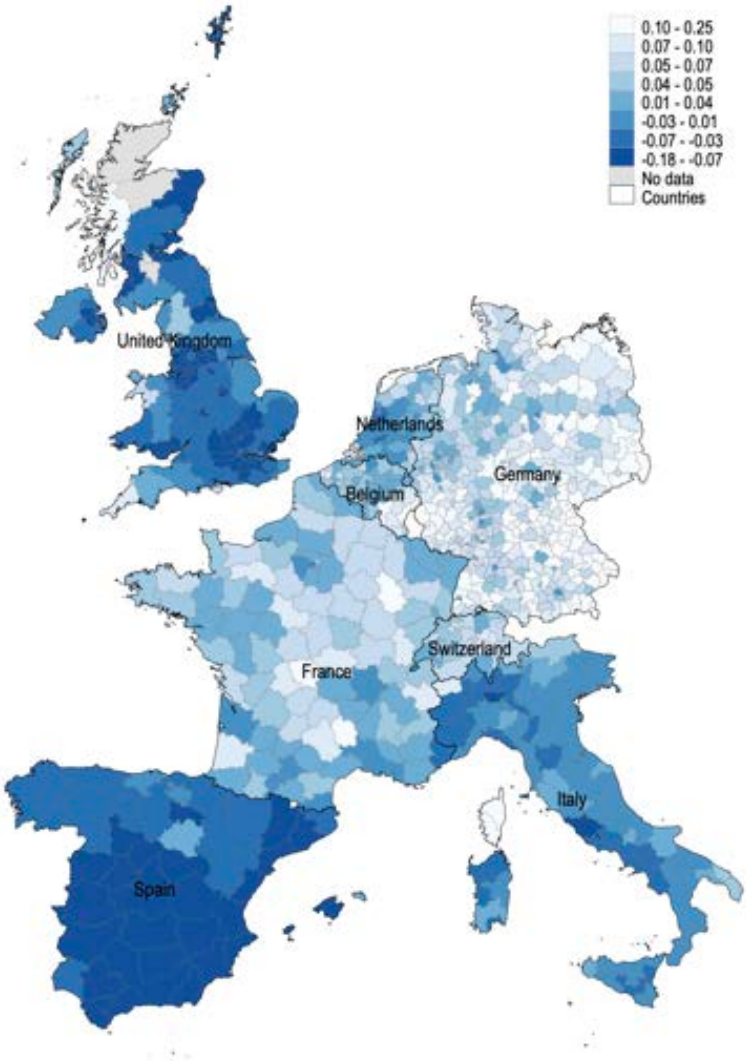 0.10 - 0.25
0.07 - 0.10
0.05 - 0.07
0.04 - 0.05
0.01 - 0.04
-0.03 - 0.01
-0.07 - -0.03
-0.18 - -0.07
No data
Countries
United Kingdom
Netherlands
Germany
Belgium
Switzerland
France
Italy
Spain